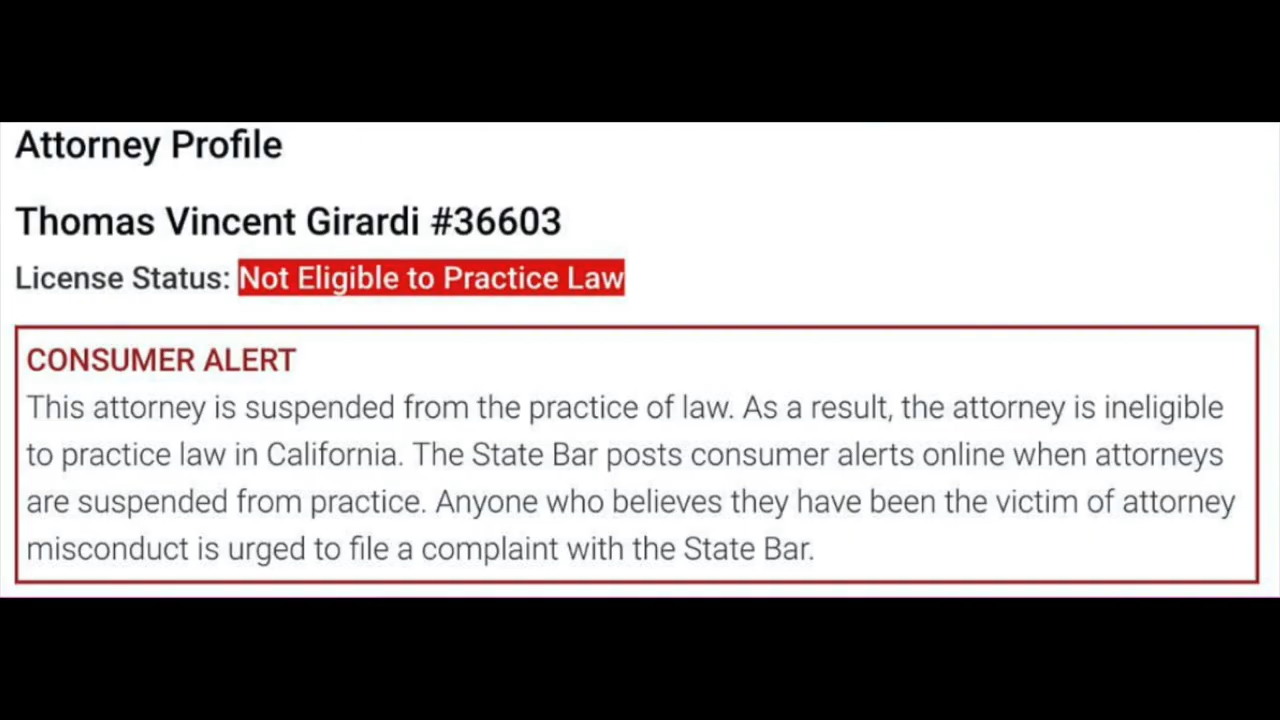 Attorney Profile
Thomas Vincent Girardi #36603
License Status: Not Eligible to Practice Law
CONSUMER ALERT
This attorney is suspended from the practice of law. As a result, the attorney is ineligible
to practice law in California. The State Bar posts consumer alerts online when attorneys
are suspended from practice. Anyone who believes they have been the victim of attorney
misconduct is urged to file a complaint with the State Bar.